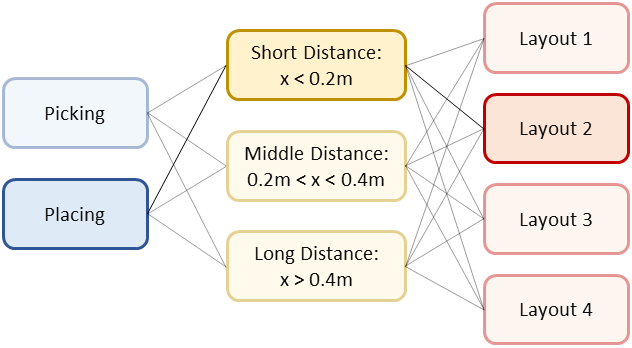 Picking
Placing
Short Distance:
x < 0.2m
Middle Distance:
0.2m < x < 0.4m
Long Distance:
x > 0.4m
Layout 1
Layout 2
Layout 3
Layout 4